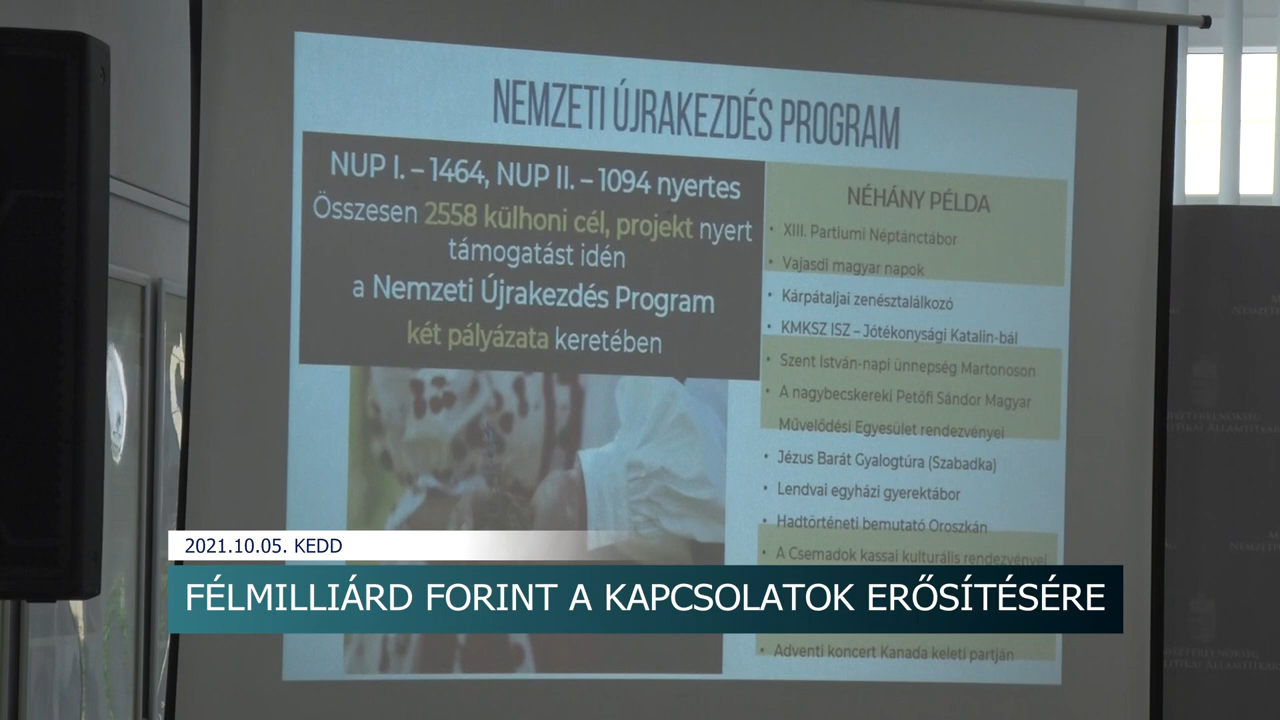 NEMZETI ÚJRAKEZDÉS PROGRAM
NUP I. – 1464, NUP II. – 1094 nyertes
Összesen 2558 külhoni cél, projekt nyert
támogatást idén
a Nemzeti Újrakezdés Program
két pályázata keretében
NÉHÁNY PÉLDA
• XIII. Partiumi Néptánctábor
• Vajasdi magyar napok
• Kárpátaljai zenésztalálkozó
• KMKSZ ISZ – Jótékonysági Katalin-bál
• Szent István-napi ünnepség Martonoson
• A nagybecskereki Petőfi Sándor Magyar
Művelődési Egyesület rendezvényei
• Jézus Barát Gyalogtúra (Szabadka)
• Lendvai egyházi gyerektábor
• Hadtörténeti bemutató Oroszkán
• A Csemadok kassai kulturális rendezvényei
• Adventi koncert Kanada keleti partján
2021.10.05. KEDD
FÉLMILLIÁRD FORINT A KAPCSOLATOK ERŐSÍTÉSÉRE